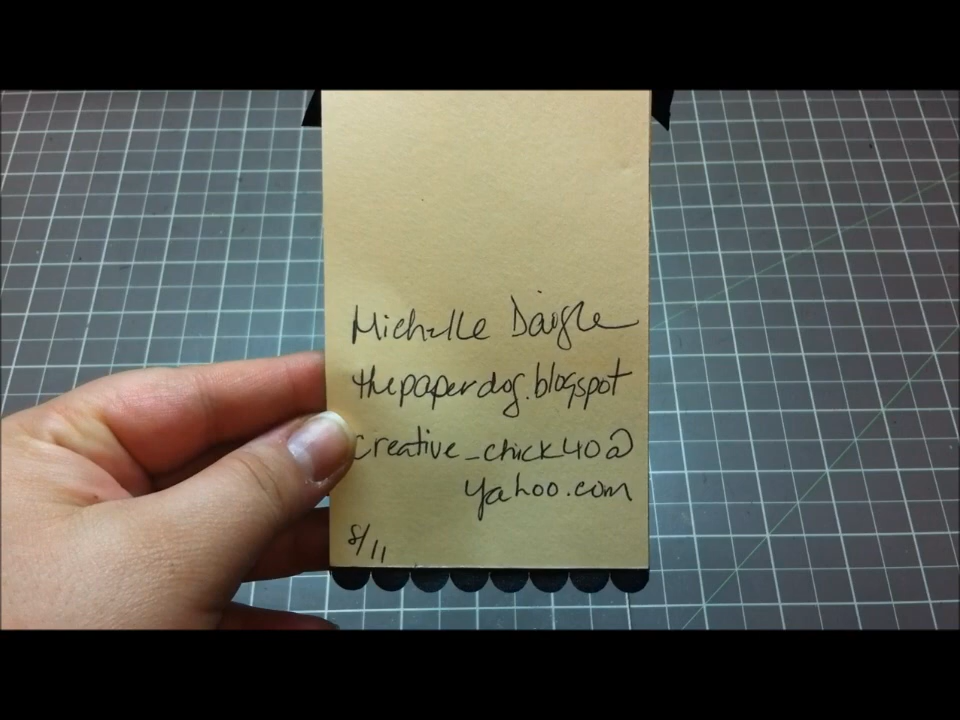 Michelle Daigle
thepaperdog.blogspot
creative_chick40@
yahoo.com
8/11